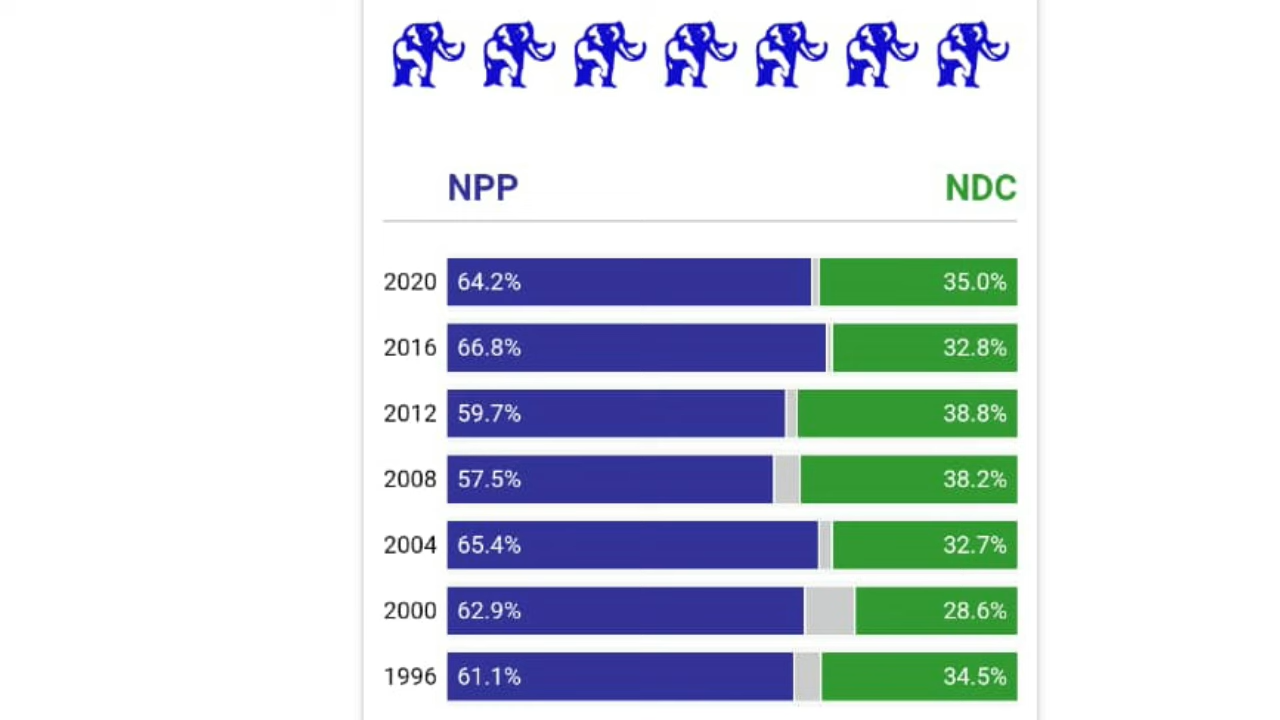 NPP NDC
2020 64.2% 35.0%
2016 66.8% 32.8%
2012 59.7% 38.8%
2008 57.5% 38.2%
2004 65.4% 32.7%
2000 62.9% 28.6%
1996 61.1% 34.5%